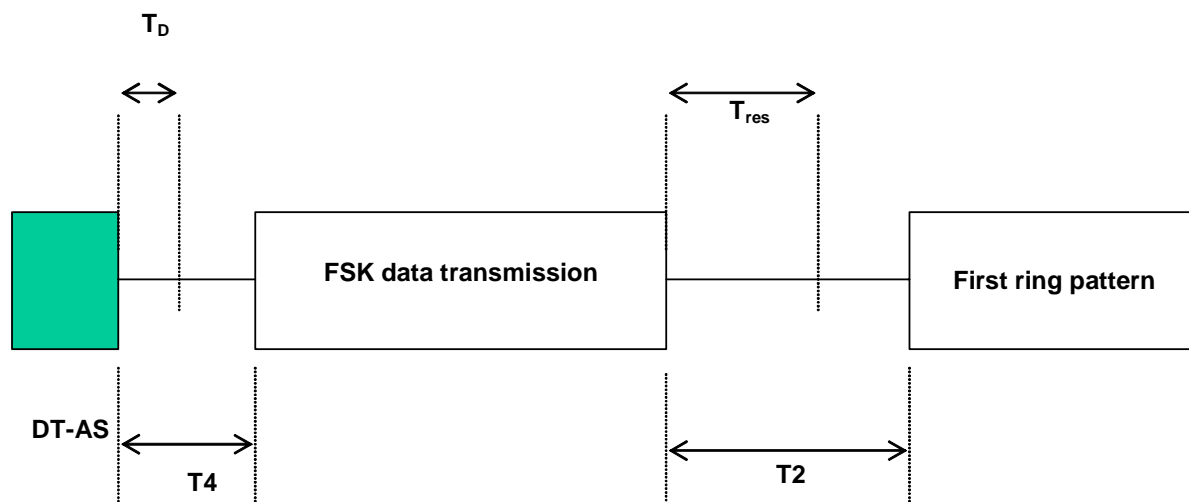 T_D
T_res
FSK data transmission
First ring pattern
DT-AS
T4
T2